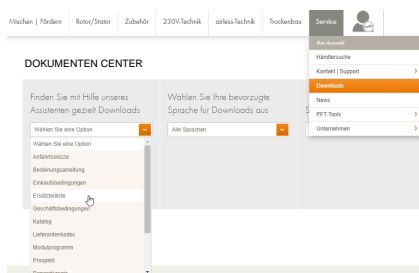 Mischen | Fördern Rotor/Stator Zubehör 230V-Technik airless-Technik Trockenbau Service
Ihre Auswahl
Händlersuche
Kontakt | Support
Downloads
News
PFT Tools
Unternehmen
DOKUMENTEN CENTER
Finden Sie mit Hilfe unseres
Assistenten gezielt Downloads
Wählen Sie eine Option
Wählen Sie eine Option
Anfahrtsskizze
Bedienungsanleitung
Einkaufsbedingungen
Ersatzteilliste
Geschäftsbedingungen
Katalog
Lieferantenkodex
Modulprogramm
Prospekt
Wählen Sie Ihre bevorzugte
Sprache für Downloads aus
Alle Sprachen
S